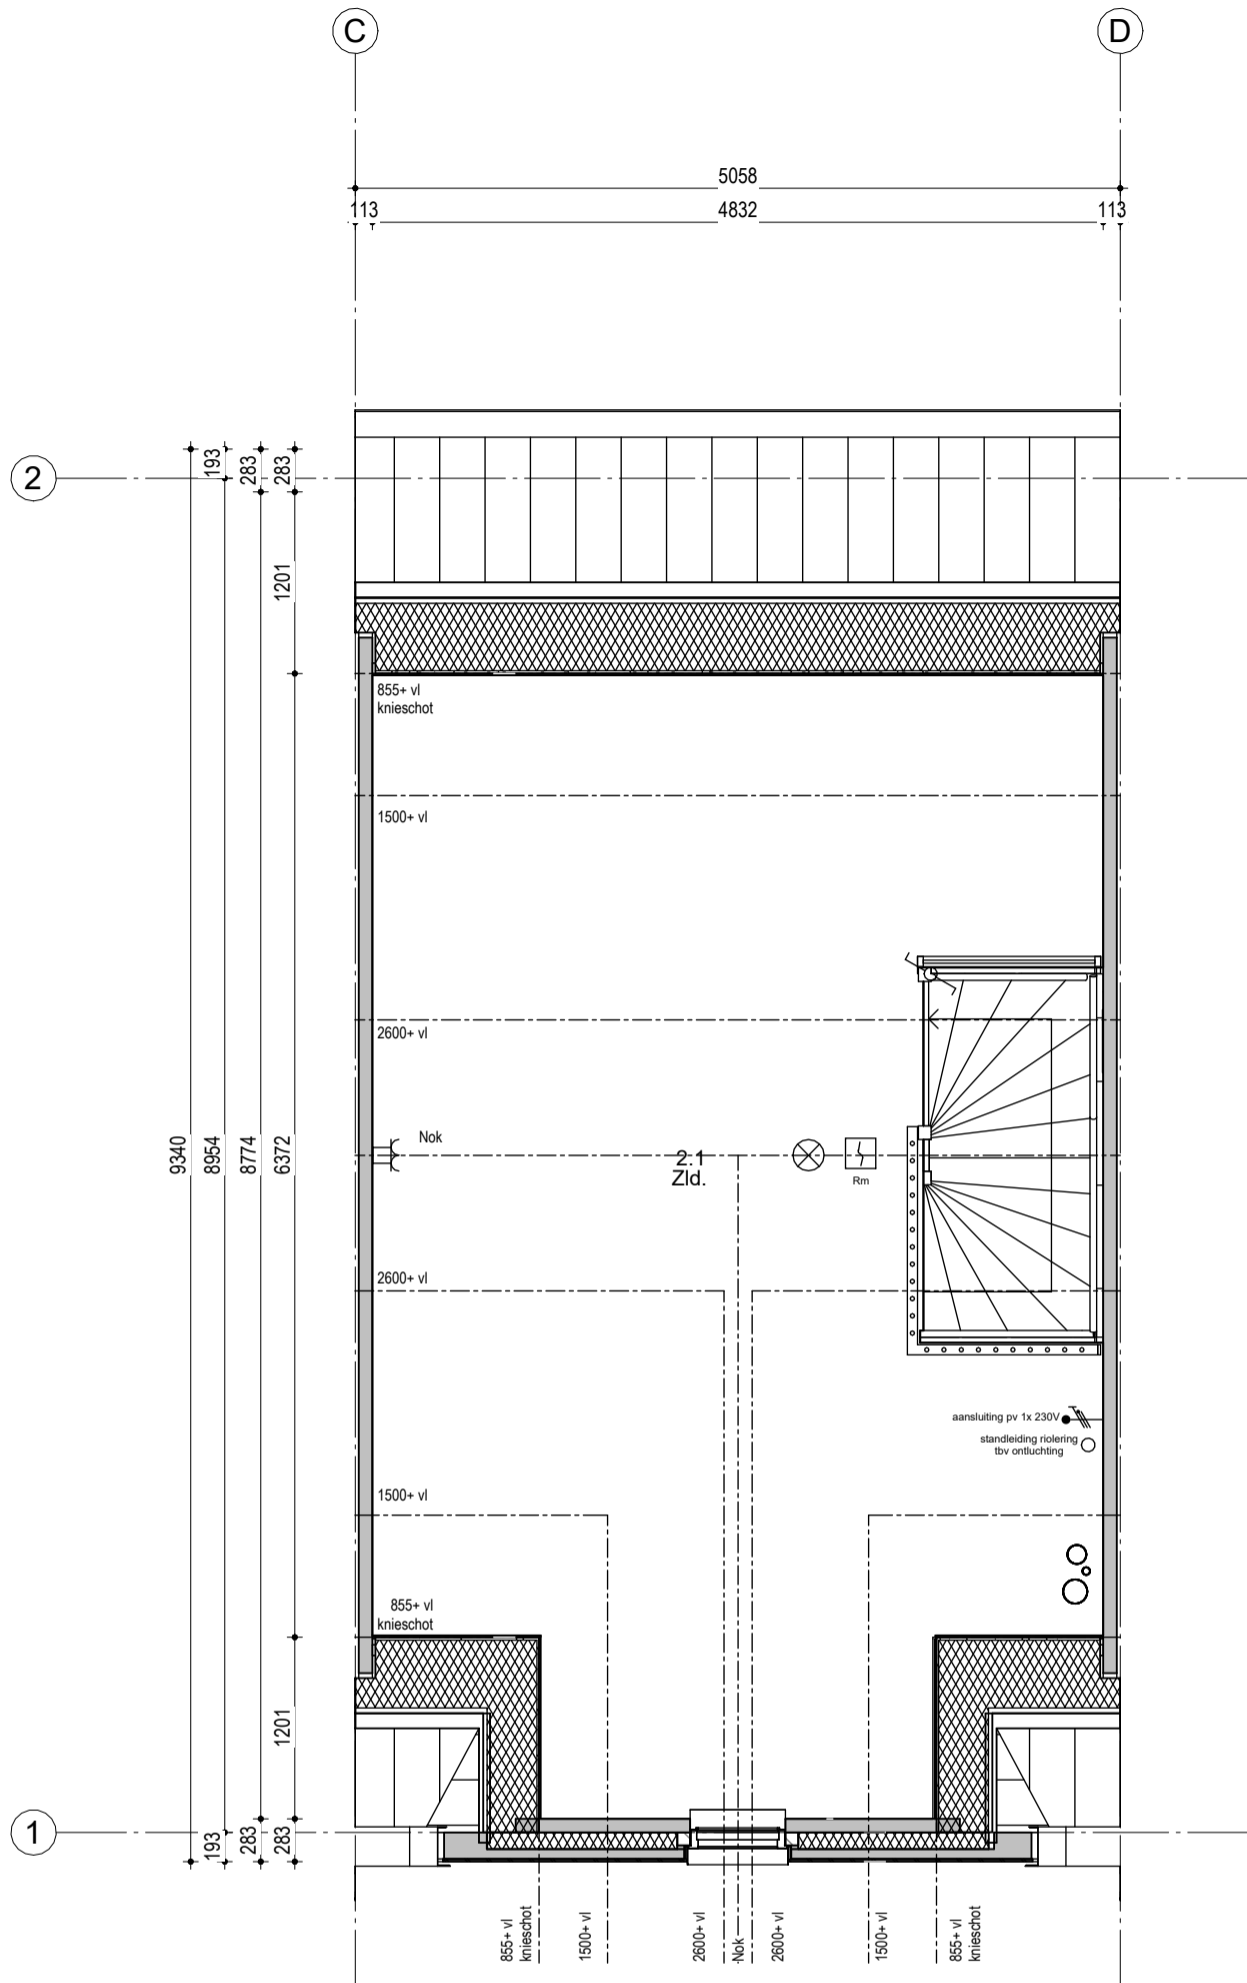 C
D
5058
113
4832
113
2
193
283
283
1201
855+ vl
knieschot
1500+ vl
2600+ vl
9340
8954
8774
6372
Nok
2.1
Zld.
Rm
2600+ vl
aansluiting pv 1x 230V
standleiding riolering
tbv ontluchting
1500+ vl
855+ vl
knieschot
1201
1
193
283
283
855+ vl
knieschot
1500+ vl
2600+ vl
Nok
2600+ vl
1500+ vl
855+ vl
knieschot